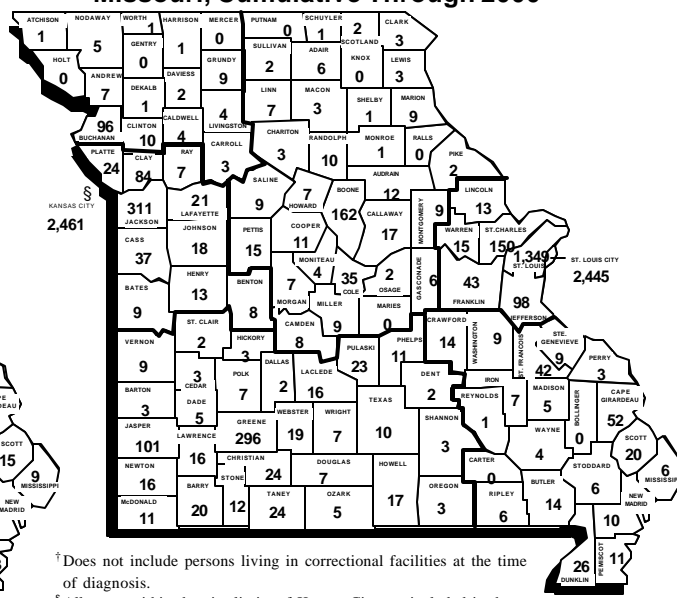 Missouri, Cumulative Through 2000
ATCHISON 1
NODAWAY 5
WORTH 1
HARRISON 1
MERCER 0
PUTNAM 0
SCHUYLER 1
SCOTLAND 2
CLARK 3
HOLT 0
GENTRY 0
GRUNDY 9
SULLIVAN 2
ADAIR 6
KNOX 0
LEWIS 3
ANDREW 7
DEKALB 1
DAVIESS 2
LINN 7
MACON 3
SHELBY 1
MARION 9
BUCHANAN 96
CLINTON 10
CALDWELL 4
LIVINGSTON 4
CHARITON 3
RANDOLPH 10
MONROE 1
RALLS 0
PIKE 2
PLATTE 24
CLAY 84
RAY 7
CARROLL 3
SALINE 9
HOWARD 7
BOONE 162
AUDRAIN 12
LINCOLN 13
§
KANSAS CITY
2,461
311 JACKSON
21 LAFAYETTE
COOPER 11
CALLAWAY 17
MONTGOMERY 9
WARREN 15
ST.CHARLES 150
CASS 37
JOHNSON 18
PETTIS 15
MONITEAU 4
COLE 35
OSAGE 2
GASCONADE 6
FRANKLIN 43
1,349 ST. LOUIS
ST. LOUIS CITY
2,445
BATES 9
HENRY 13
BENTON 8
MORGAN 7
MILLER 9
MARIES 0
JEFFERSON 98
VERNON 9
ST. CLAIR 2
HICKORY 3
CAMDEN 8
PULASKI 23
PHELPS 11
CRAWFORD 14
WASHINGTON 9
ST. FRANCOIS 42
STE. GENEVIEVE 9
PERRY 3
BARTON 3
CEDAR 3
POLK 7
DALLAS 2
LACLEDE 16
DENT 2
IRON 7
MADISON 5
BOLLINGER 0
CAPE GIRARDEAU 52
JASPER 101
DADE 5
GREENE 296
WEBSTER 19
WRIGHT 7
TEXAS 10
SHANNON 3
REYNOLDS 1
WAYNE 4
SCOTT 20
LAWRENCE 16
CHRISTIAN 24
DOUGLAS 7
HOWELL 17
CARTER 0
STODDARD 6
MISSISSIPPI 6
NEWTON 16
BARRY 20
STONE 12
TANEY 24
OZARK 5
OREGON 3
RIPLEY 6
BUTLER 14
NEW MADRID 10
McDONALD 11
DUNKLIN 26
PEMISCOT 11
SCOTT 15
MISSISSIPPI 9
NEW MADRID
† Does not include persons living in correctional facilities at the time
of diagnosis.